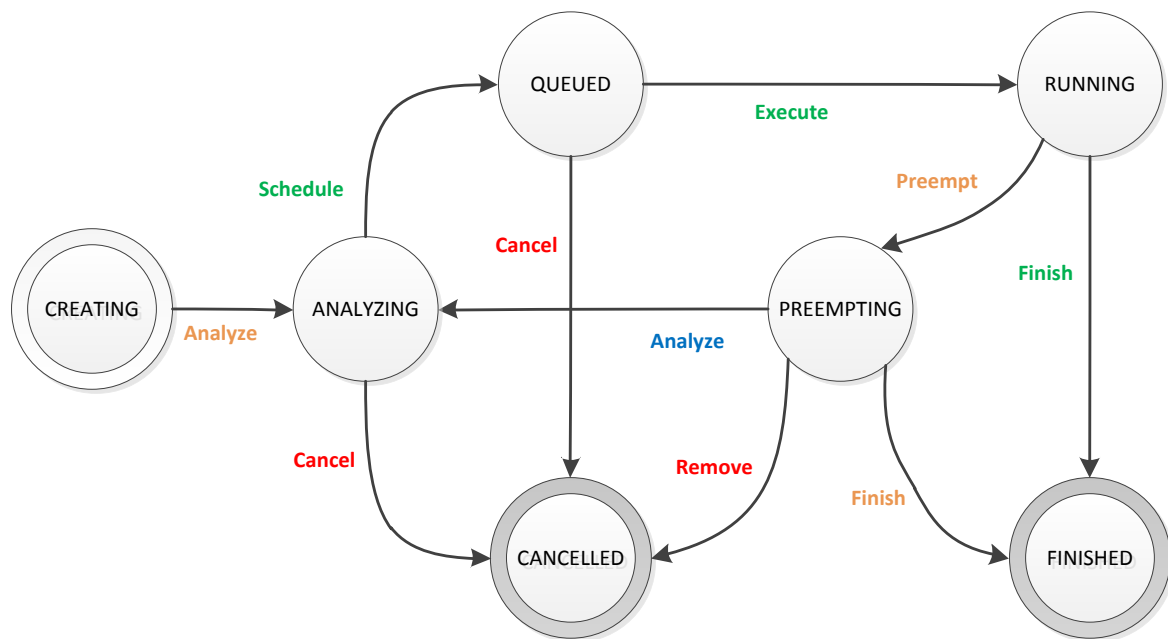 QUEUED
RUNNING
Execute
Schedule
Preempt
Cancel
Finish
CREATING
Analyze
ANALYZING
PREEMPTING
Analyze
Cancel
Remove
Finish
CANCELLED
FINISHED